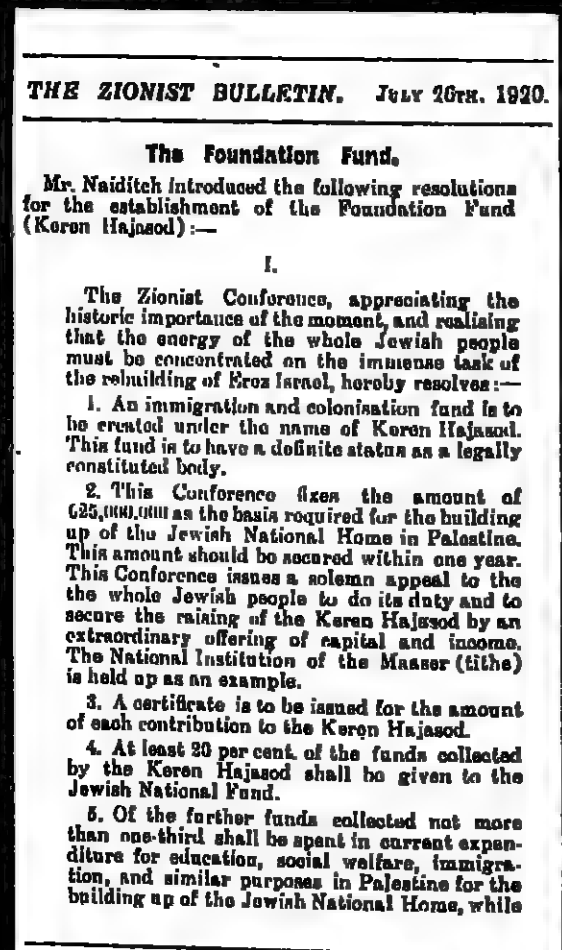 THE ZIONIST BULLETIN. JULY 26TH. 1920.
The Foundation Fund.
Mr. Naiditch introduced the following resolutions
for the establishment of the Foundation Fund
(Keren Hajasod) :—
I.
The Zionist Conference, appreciating the
historic importance of the moment, and realising
that the energy of the whole Jewish people
must be concentrated on the immense task of
the rebuilding of Erez Israel, hereby resolves :—
1. An immigration and colonisation fund is to
be created under the name of Keren Hajasod.
This fund is to have a definite status as a legally
constituted body.
2. This Conference fixes the amount of
£25,000,000 as the basis required for the building
up of the Jewish National Home in Palestine.
This amount should be secured within one year.
This Conference issues a solemn appeal to the
the whole Jewish people to do its duty and to
secure the raising of the Keren Hajasod by an
extraordinary offering of capital and income.
The National Institution of the Maaser (tithe)
is held up as an example.
3. A certificate is to be issued for the amount
of each contribution to the Keren Hajasod.
4. At least 20 per cent. of the funds collected
by the Keren Hajasod shall be given to the
Jewish National Fund.
5. Of the further funds collected not more
than one-third shall be spent in current expen-
diture for education, social welfare, immigra-
tion, and similar purposes in Palestine for the
building up of the Jewish National Home, while